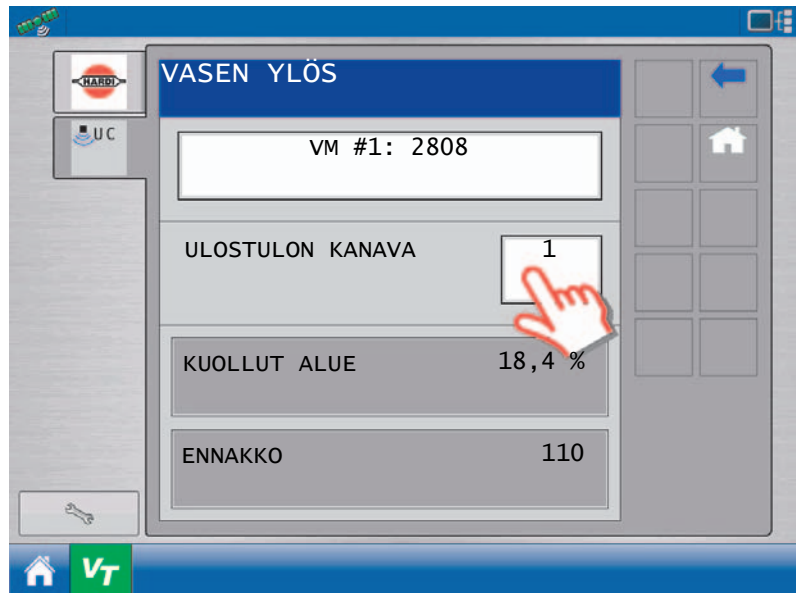 HARDI
VASEN YLÖS
UC
VM #1: 2808
ULOSTULON KANAVA 1
KUOLLUT ALUE 18,4 %
ENNAKKO 110
VT